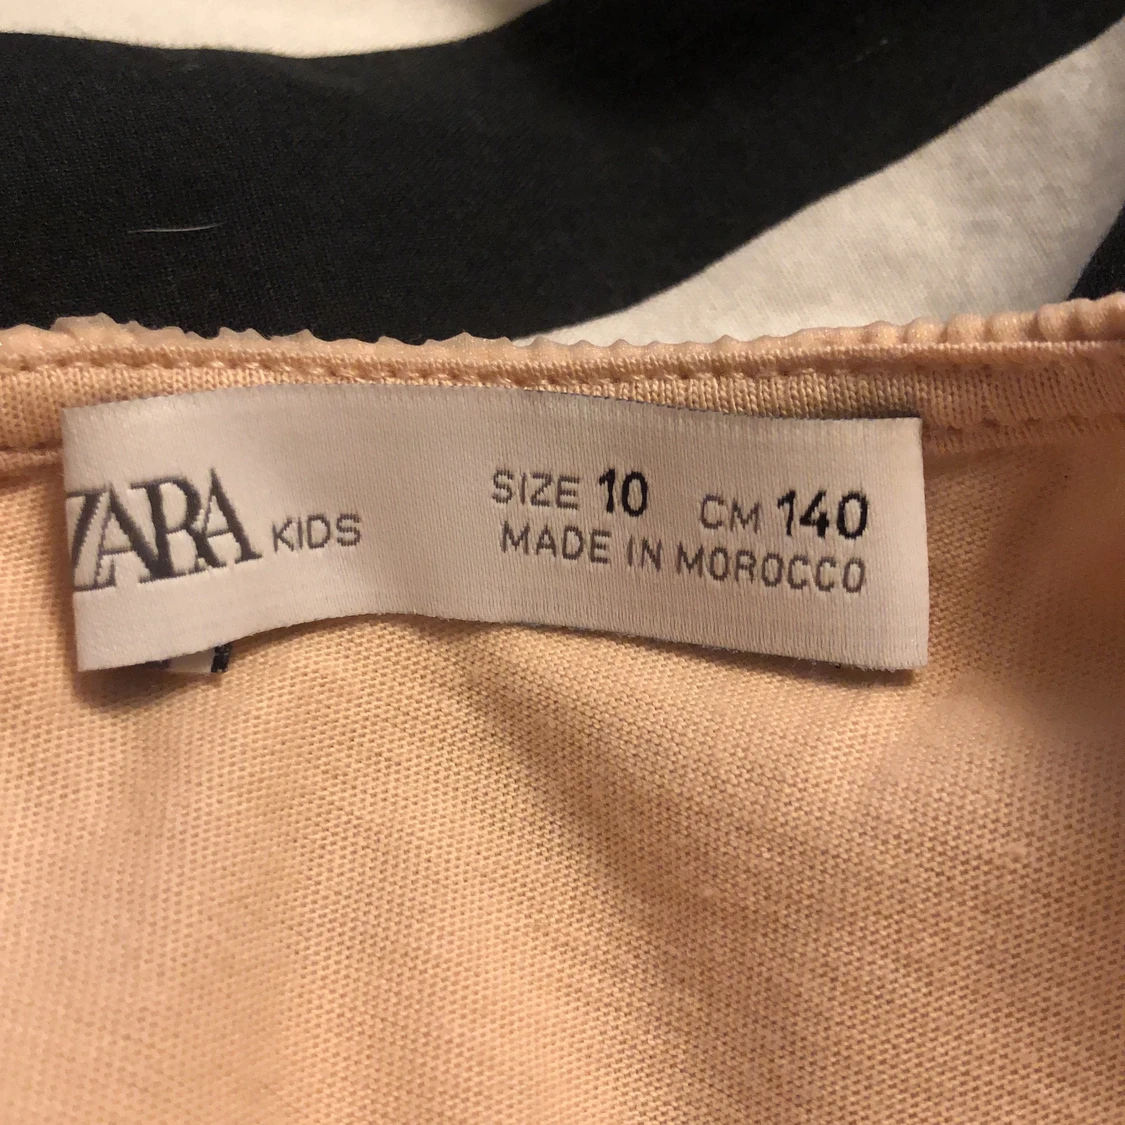 ZARA KIDS
SIZE 10 CM 140
MADE IN MOROCCO